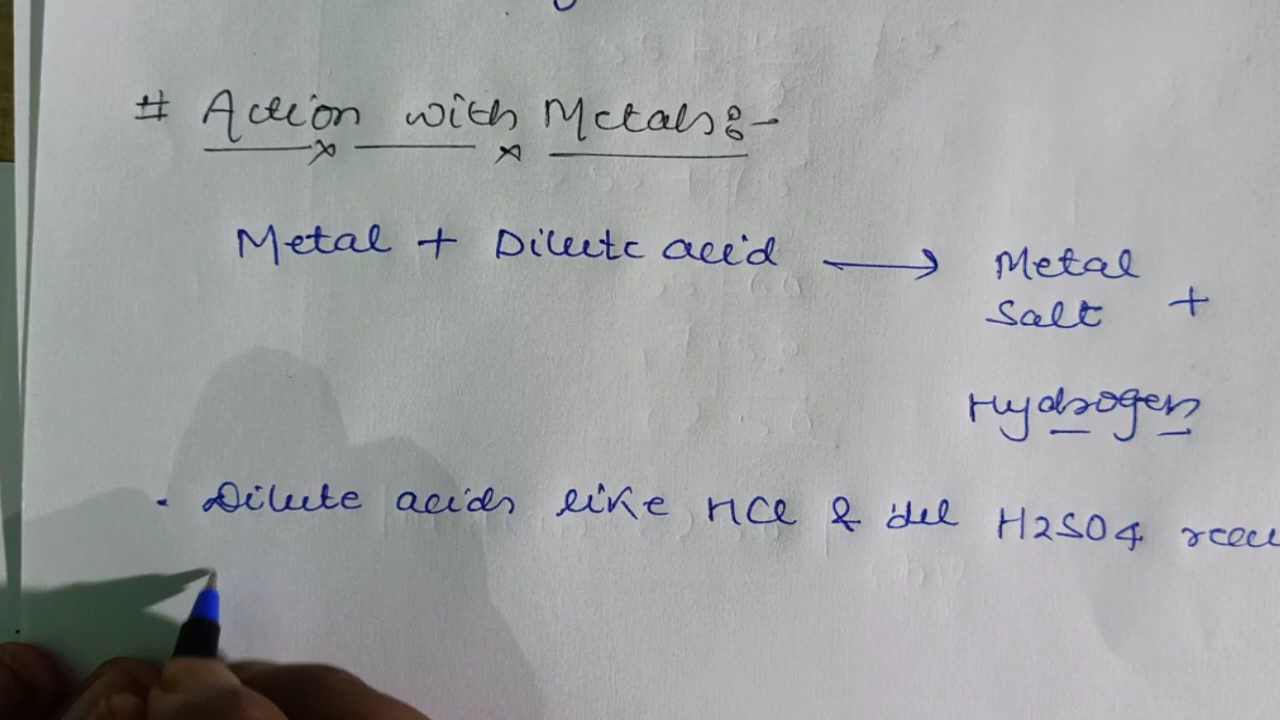 # Action with Metals:-
Metal + Dilute acid → Metal
Salt +
Hydrogen
. Dilute acids like HCl & dil H2SO4